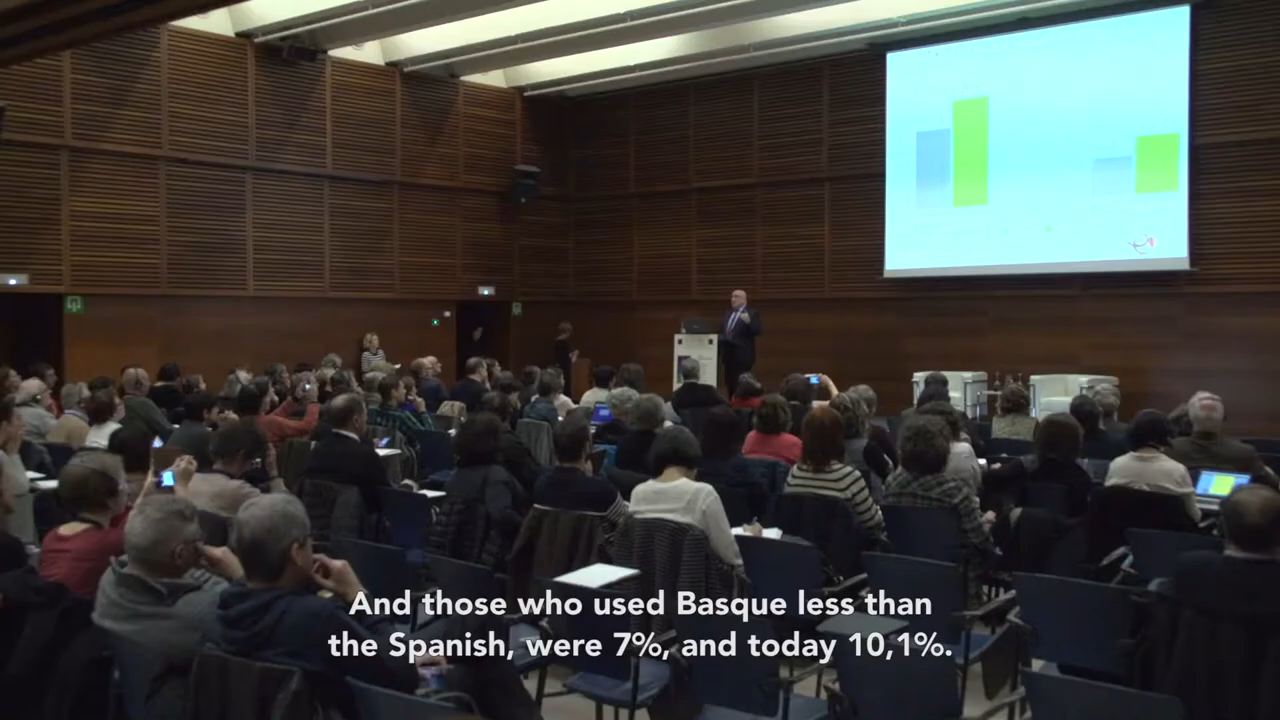 And those who used Basque less than
the Spanish, were 7%, and today 10,1%.